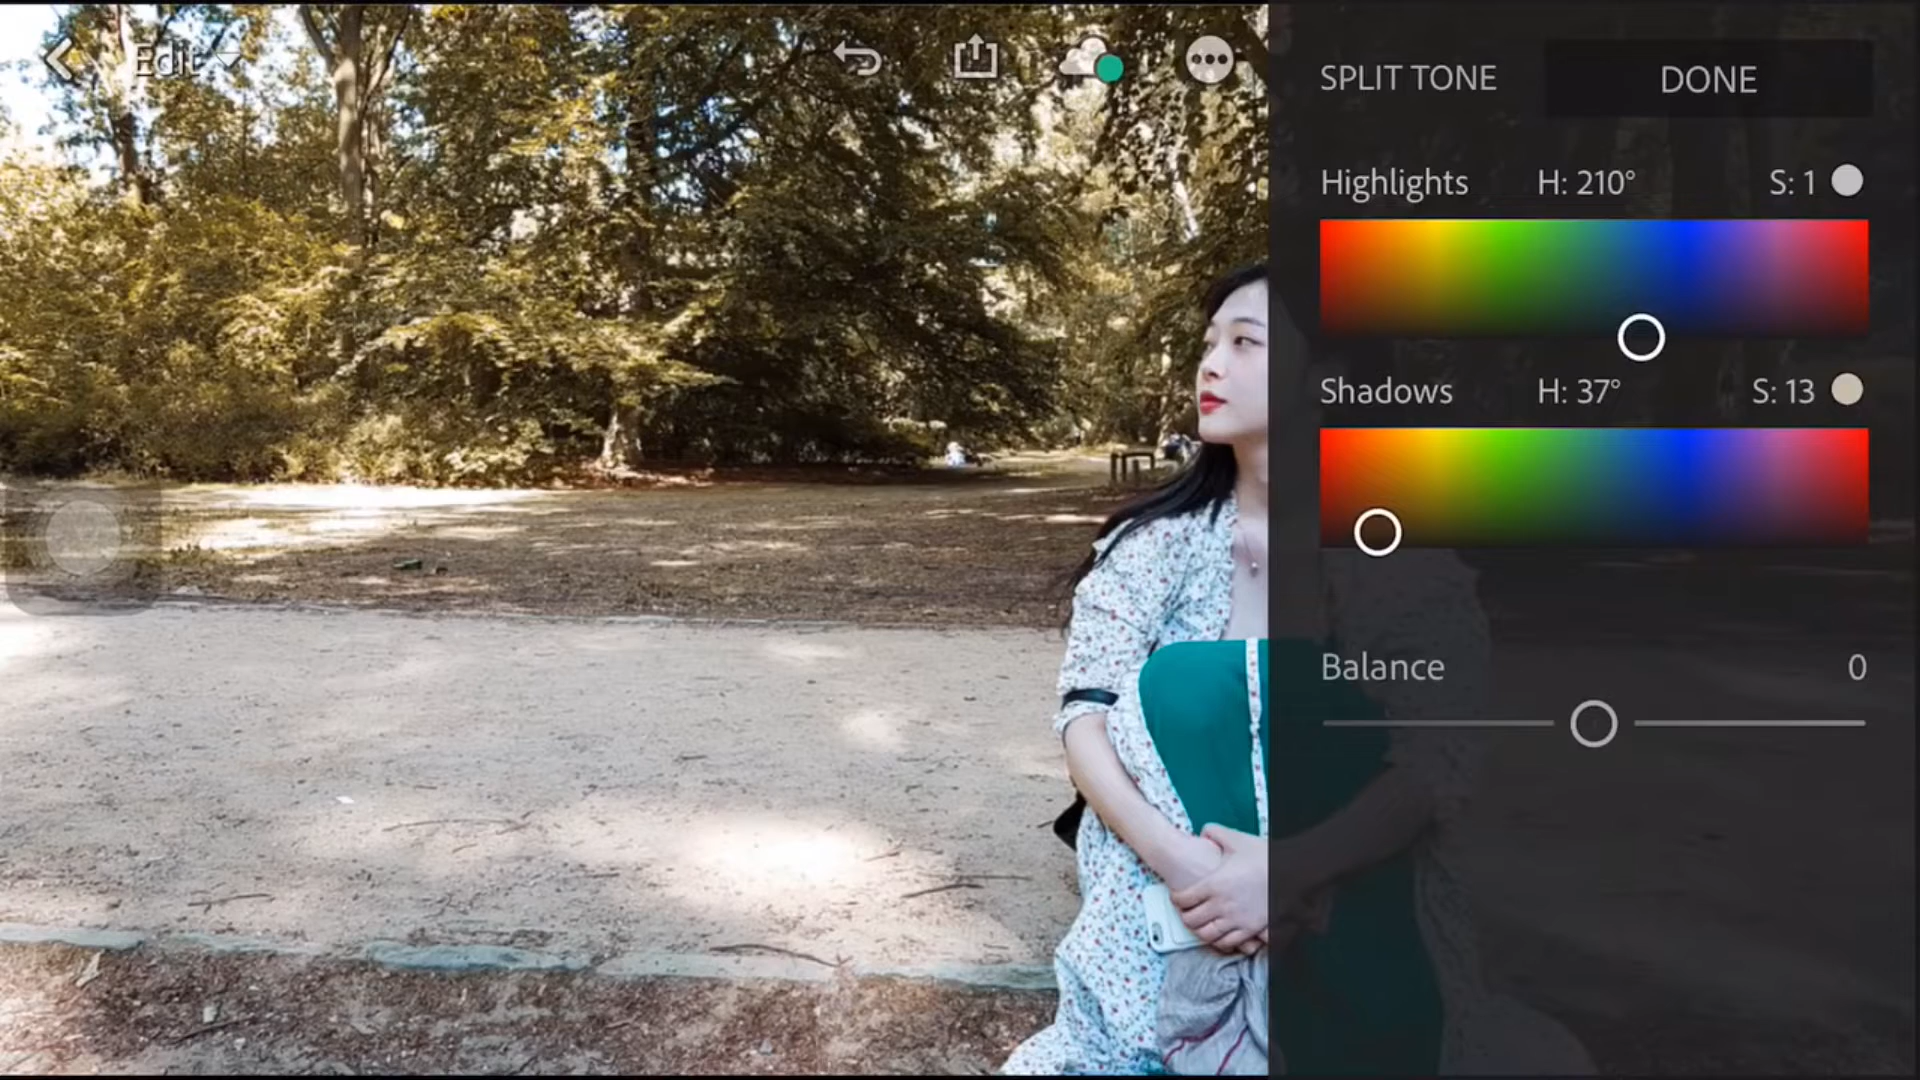 Edit
SPLIT TONE
DONE
Highlights H: 210° S: 1
Shadows H: 37° S: 13
Balance 0